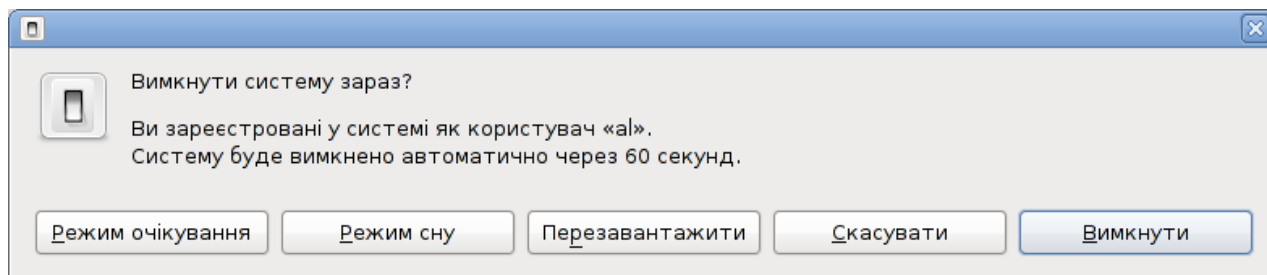 Вимкнути систему зараз?
Ви зареєстровані у системі як користувач «al».
Систему буде вимкнено автоматично через 60 секунд.
Режим очікування
Режим сну
Перезавантажити
Скасувати
Вимкнути